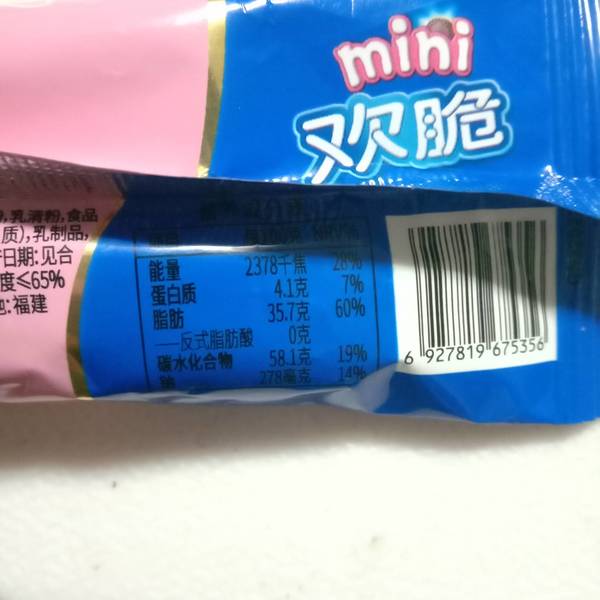 mini
欢脆
乳清粉,食品
质),乳制品,
日期:见合
度≤65%
福建
能量 2378千焦 28%
蛋白质 4.1克 7%
脂肪 35.7克 60%
——反式脂肪酸 0克
碳水化合物 58.1克 19%
钠 278毫克 14%
6 927819 675356